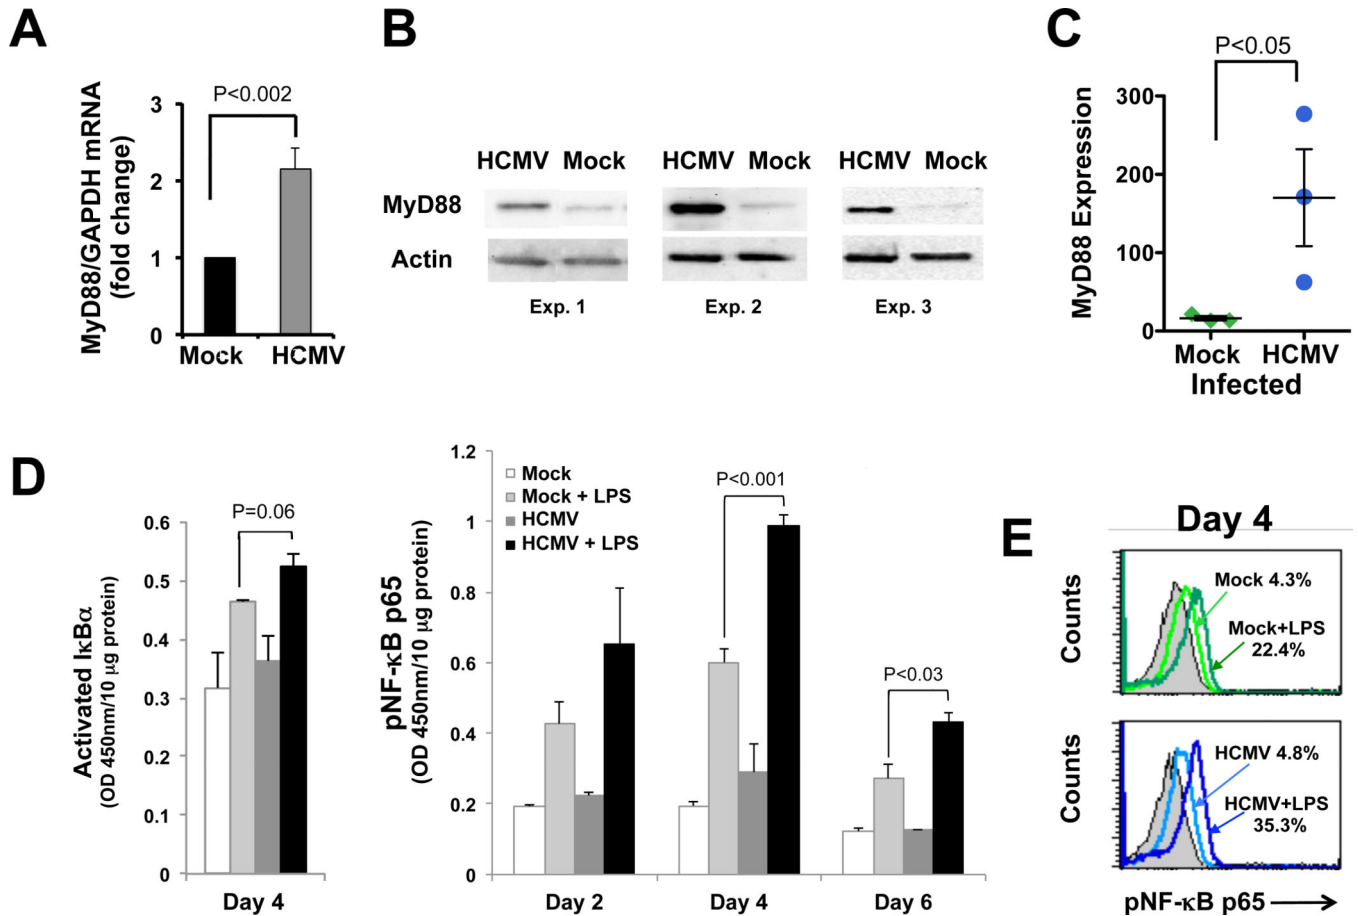 A
MyD88/GAPDH mRNA
(fold change)
P<0.002
3
2
1
0
Mock
HCMV
B
HCMV Mock
HCMV Mock
HCMV Mock
MyD88
Actin
Exp. 1
Exp. 2
Exp. 3
C
P<0.05
MyD88 Expression
300
200
100
0
Mock HCMV
Infected
D
Activated IκBα
(OD 450nm/10 µg protein)
P=0.06
0.6
0.5
0.4
0.3
0.2
0.1
0
Day 4
pNF-κB p65
(OD 450nm/10 µg protein)
1.2
1
0.8
0.6
0.4
0.2
0
Mock
Mock + LPS
HCMV
HCMV + LPS
P<0.001
P<0.03
Day 2
Day 4
Day 6
E
Day 4
Counts
Mock 4.3%
Mock+LPS
22.4%
Counts
HCMV 4.8%
HCMV+LPS
35.3%
pNF-κB p65